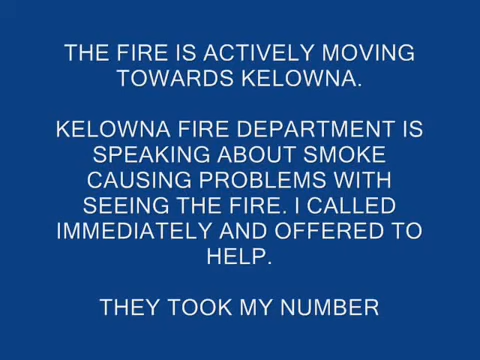 THE FIRE IS ACTIVELY MOVING
TOWARDS KELOWNA.
KELOWNA FIRE DEPARTMENT IS
SPEAKING ABOUT SMOKE
CAUSING PROBLEMS WITH
SEEING THE FIRE. I CALLED
IMMEDIATELY AND OFFERED TO
HELP.
THEY TOOK MY NUMBER